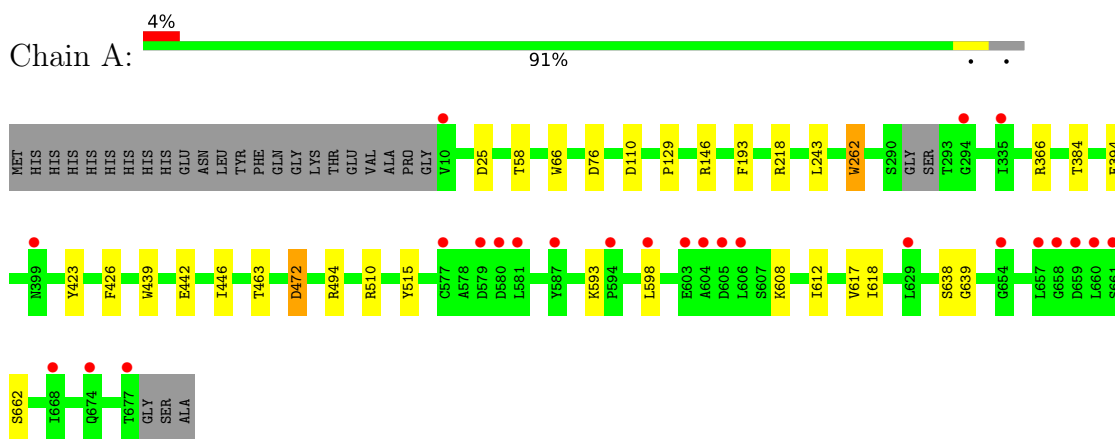 4%
Chain A:
91%
• •
MET HIS HIS HIS HIS HIS HIS HIS HIS GLU ASN LEU TYR PHE GLN GLY LYS THR GLU VAL ALA PRO GLY V10 D25 T58 W66 D76 D110 P129 R146 F193 R218 L243 W262 S290 GLY SER T293 G294 I335 R366 T384
N399 Y423 F426 W439 E442 I446 T463 D472 R494 R510 Y515 C577 A578 D579 D580 L581 Y587 K593 P594 L598 E603 A604 D605 L606 S607 K608 I612 V617 I618 L629 S638 G639 G654 L657 G658 D659 L660 S661
S662 I668 Q674 T677 GLY SER ALA